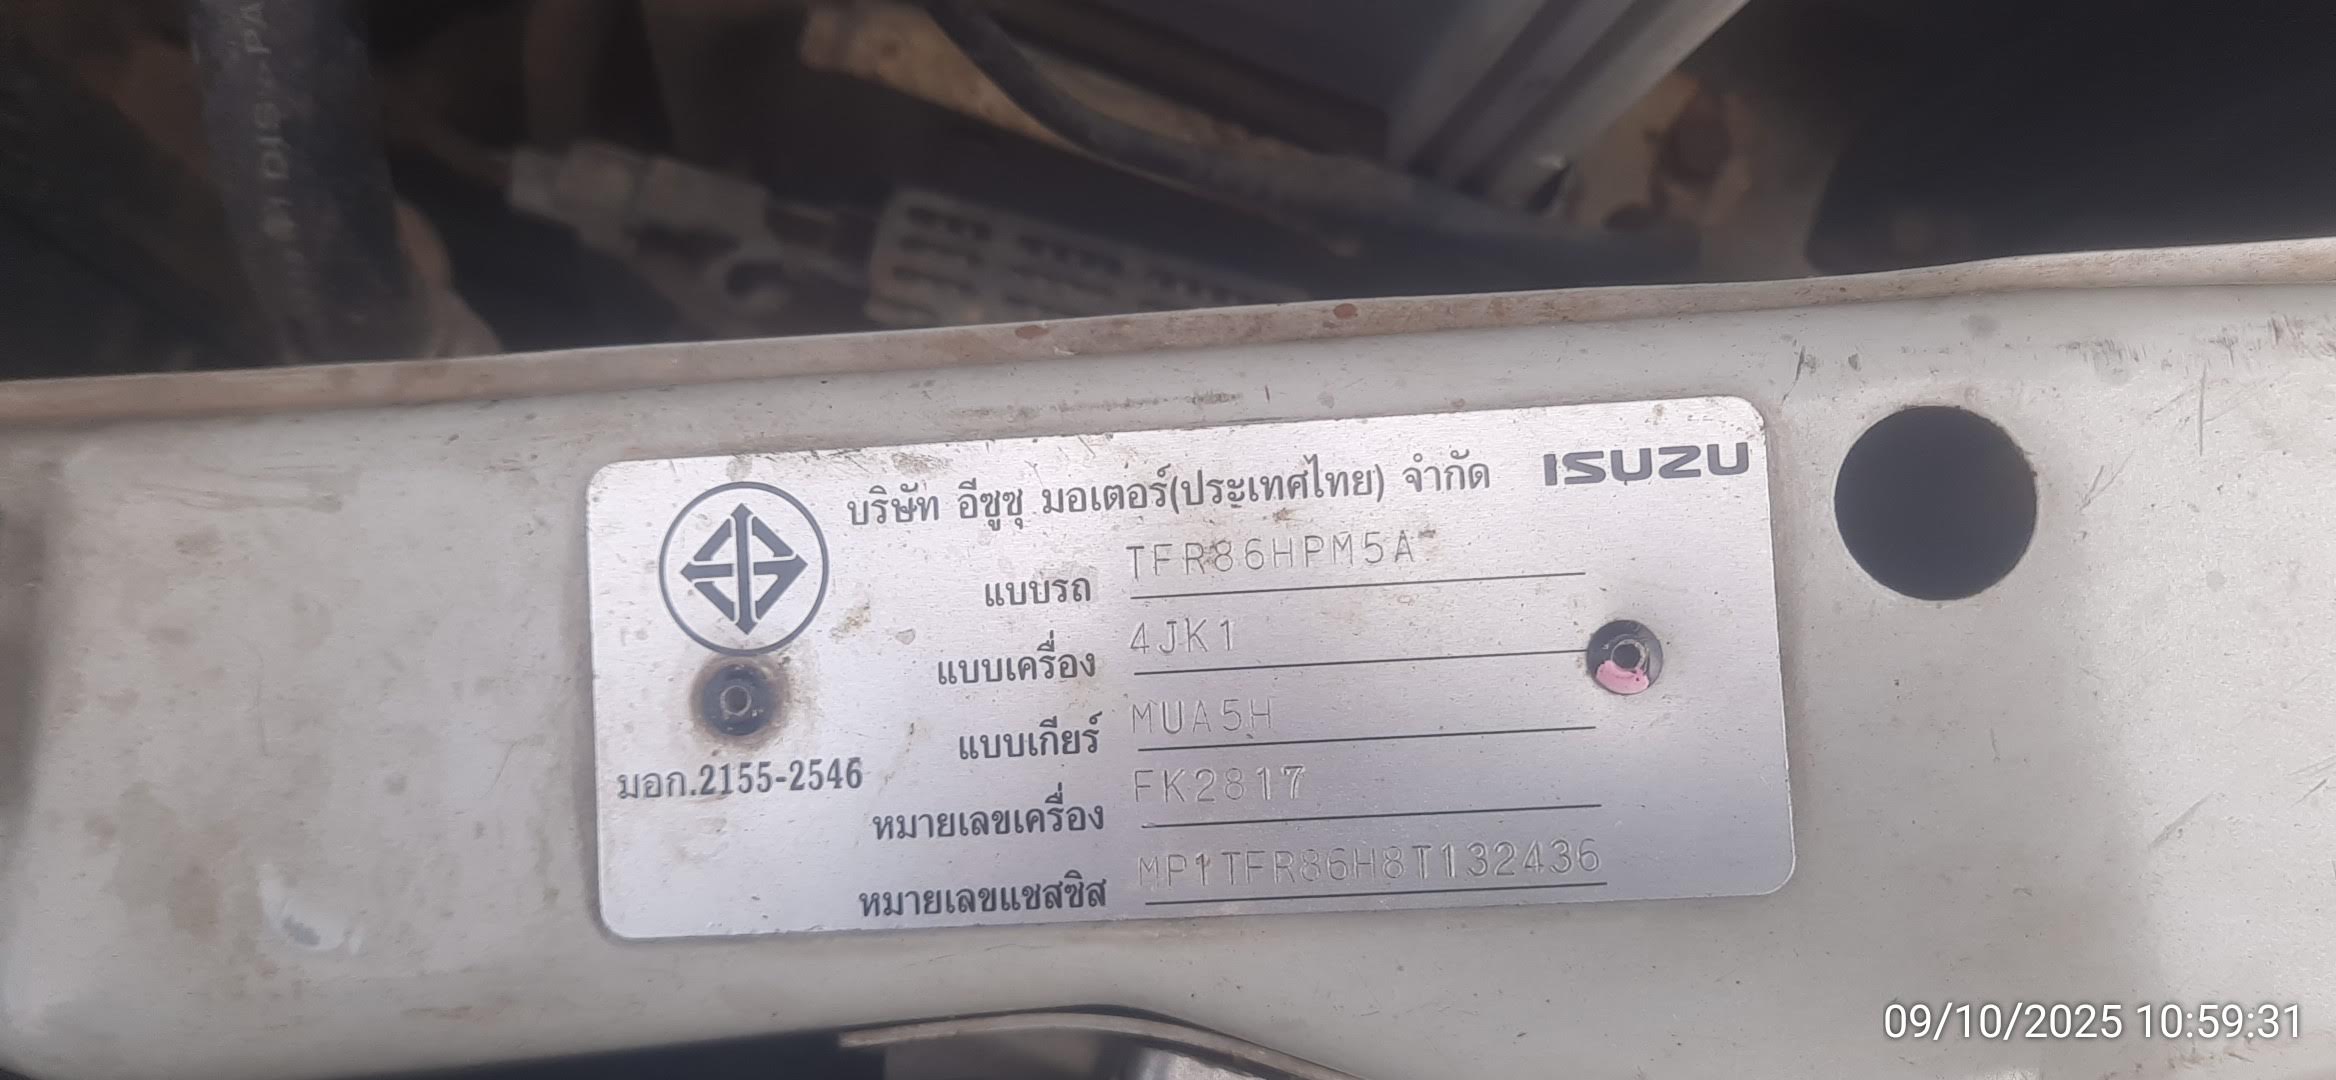 บริษัท อีซูซุ มอเตอร์(ประเทศไทย) จำกัด ISUZU
แบบรถ TFR86HPM5A
แบบเครื่อง 4JK1
แบบเกียร์ MUA5H
มอก.2155-2546
หมายเลขเครื่อง FK2817
หมายเลขแชสซิส MP1TFR86H8T132436
09/10/2025 10:59:31